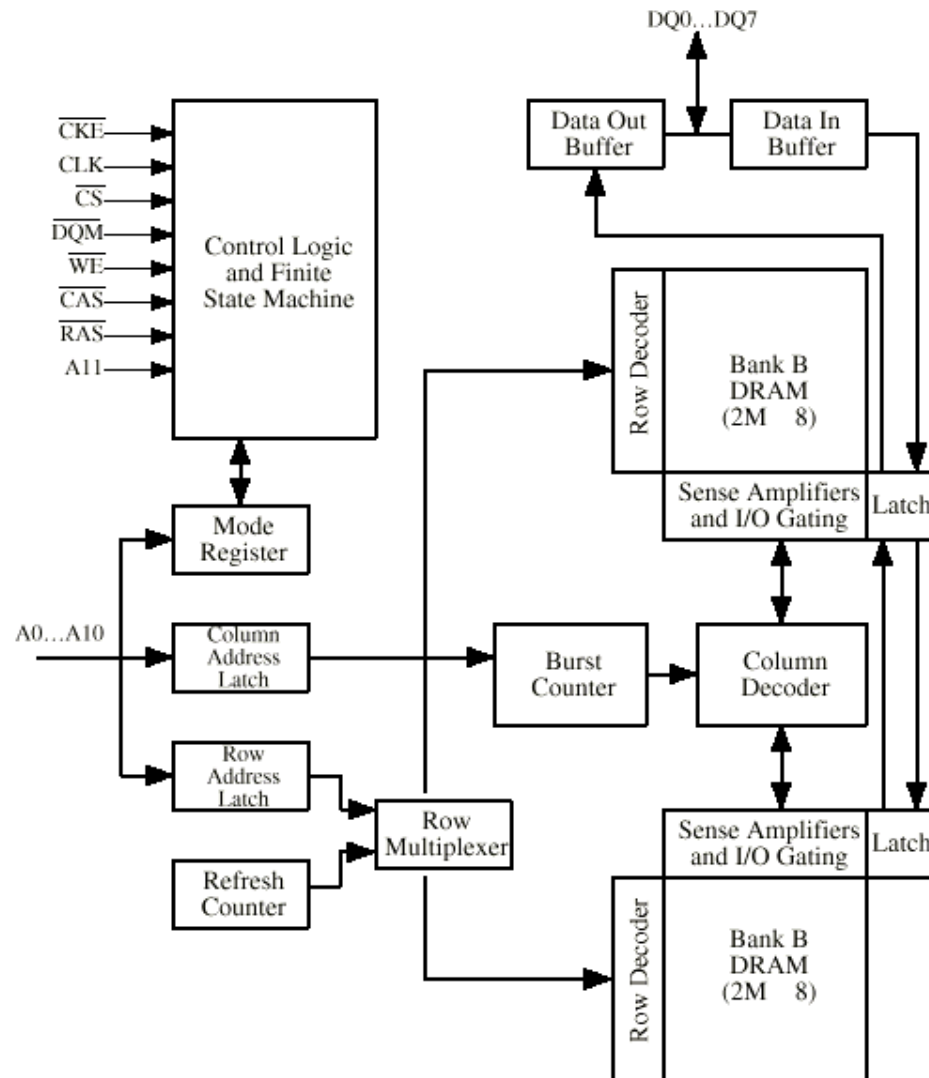 DQ0…DQ7
Data Out
Buffer
Data In
Buffer
CKE
CLK
CS
DQM
WE
CAS
RAS
A11
Control Logic
and Finite
State Machine
Row Decoder
Bank B
DRAM
(2M 8)
Sense Amplifiers
and I/O Gating
Latch
Mode
Register
A0…A10
Column
Address
Latch
Burst
Counter
Column
Decoder
Row
Address
Latch
Row
Multiplexer
Refresh
Counter
Sense Amplifiers
and I/O Gating
Latch
Row Decoder
Bank B
DRAM
(2M 8)